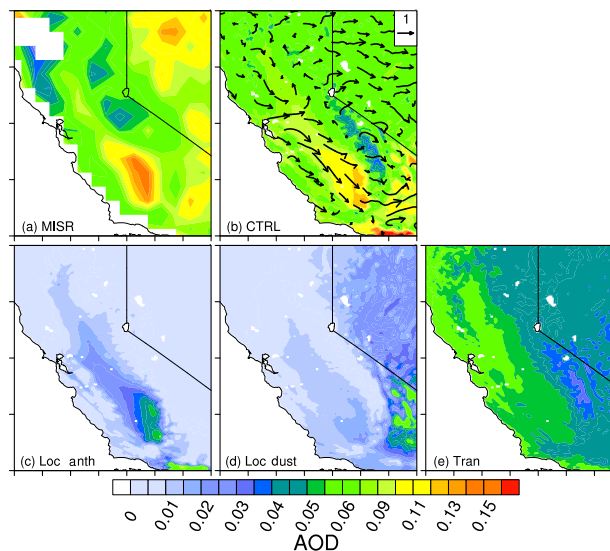 1
(a) MISR
(b) CTRL
(c) Loc anth
(d) Loc dust
(e) Tran
0 0.01 0.02 0.03 0.04 0.05 0.06 0.09 0.11 0.13 0.15
AOD